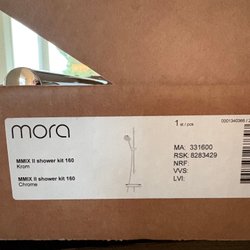 mora
MMIX II shower kit 160
Krom
MMIX II shower kit 160
Chrome
1 st / pcs
MA: 331600
RSK: 8283429
NRF:
VVS:
LVI: